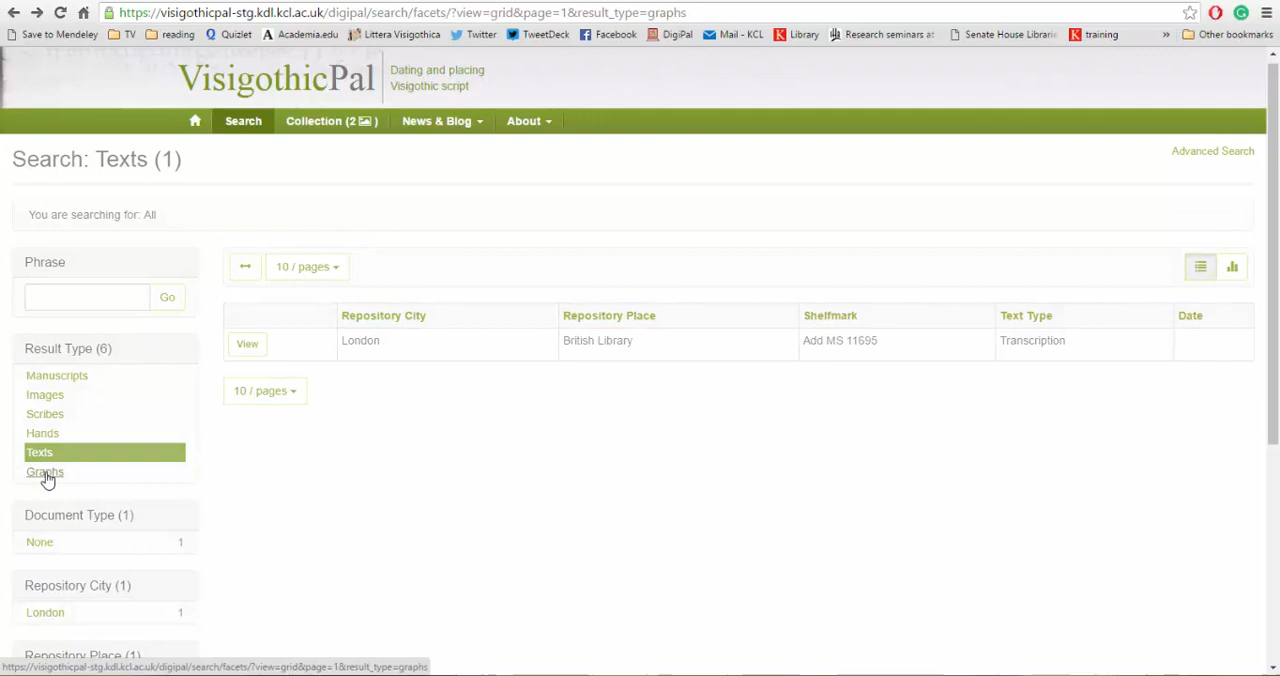 https://visigothicpal-stg.kdl.kcl.ac.uk/digipal/search/facets/?view=grid&page=1&result_type=graphs
Save to Mendeley TV reading Quizlet Academia.edu Littera Visigothica Twitter TweetDeck Facebook DigiPal Mail - KCL Library Research seminars at Senate House Librarie training » Other bookmarks
VisigothicPal
Dating and placing
Visigothic script
Search Collection (2 ) News & Blog About
Search: Texts (1)
Advanced Search
You are searching for: All
Phrase
Go
10 / pages
Result Type (6)
Manuscripts
Images
Scribes
Hands
Texts
Graphs
Repository City Repository Place Shelfmark Text Type Date
View London British Library Add MS 11695 Transcription
10 / pages
Document Type (1)
None 1
Repository City (1)
London 1
Repository Place (1)
https://visigothicpal-stg.kdl.kcl.ac.uk/digipal/search/facets/?view=grid&page=1&result_type=graphs